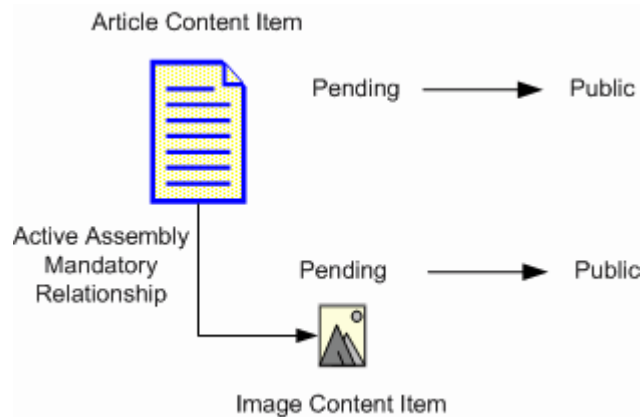 Article Content Item
Pending
Public
Active Assembly
Mandatory
Relationship
Pending
Public
Image Content Item